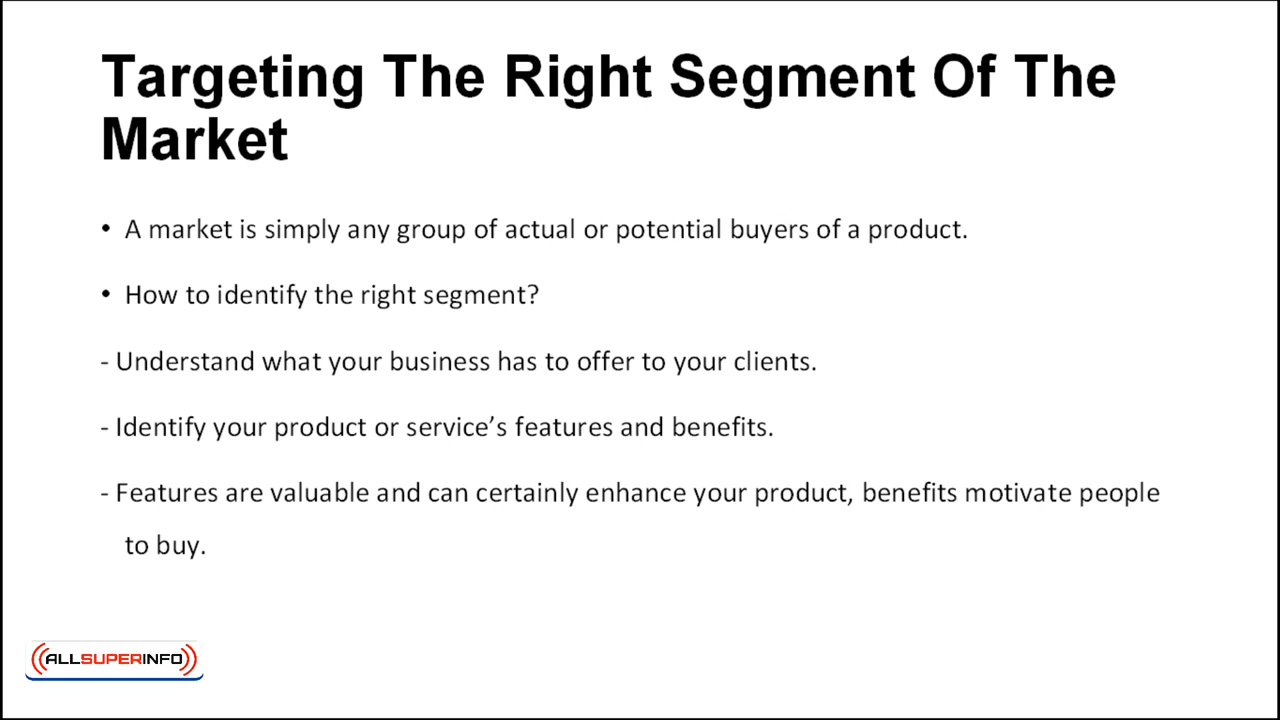 Targeting The Right Segment Of The
Market
• A market is simply any group of actual or potential buyers of a product.
• How to identify the right segment?
- Understand what your business has to offer to your clients.
- Identify your product or service’s features and benefits.
- Features are valuable and can certainly enhance your product, benefits motivate people
to buy.
ALLSUPERINFO